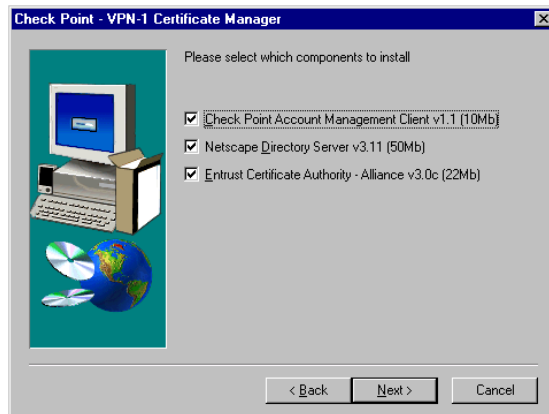 Check Point - VPN-1 Certificate Manager
Please select which components to install
Check Point Account Management Client v1.1 (10Mb)
Netscape Directory Server v3.11 (50Mb)
Entrust Certificate Authority - Alliance v3.0c (22Mb)
< Back
Next >
Cancel